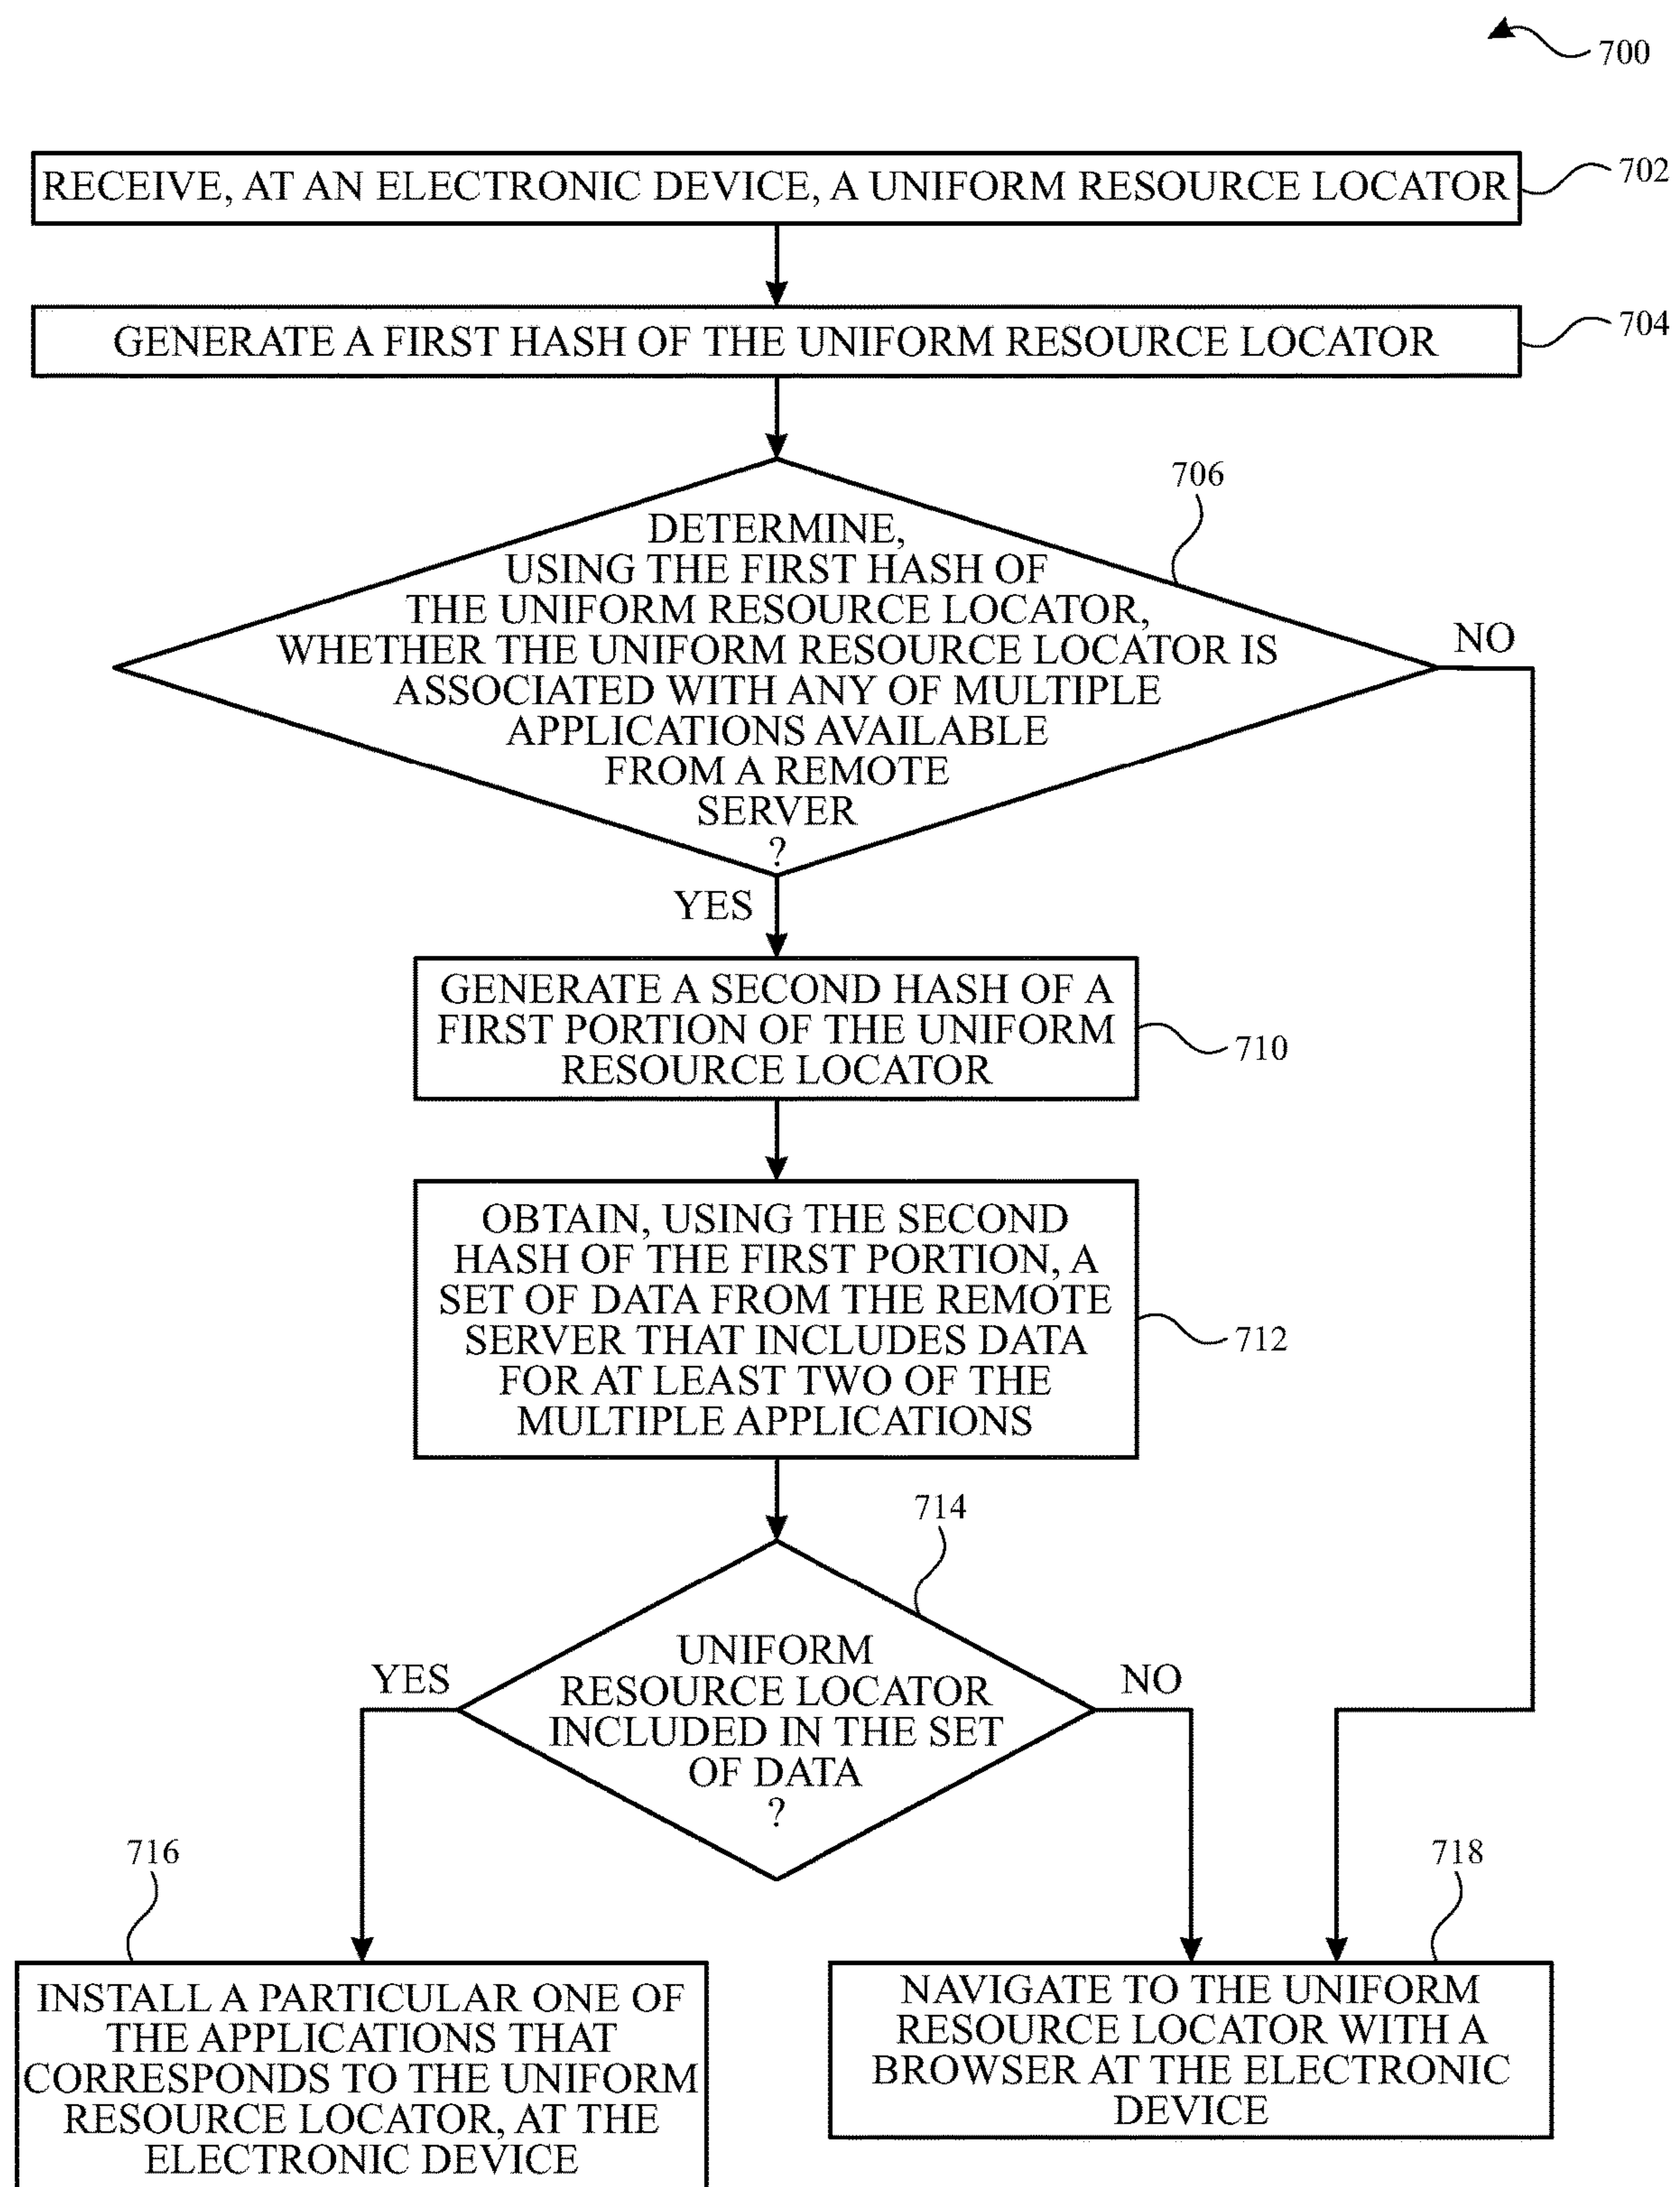 700
RECEIVE, AT AN ELECTRONIC DEVICE, A UNIFORM RESOURCE LOCATOR
702
GENERATE A FIRST HASH OF THE UNIFORM RESOURCE LOCATOR
704
706
DETERMINE,
USING THE FIRST HASH OF
THE UNIFORM RESOURCE LOCATOR,
WHETHER THE UNIFORM RESOURCE LOCATOR IS
ASSOCIATED WITH ANY OF MULTIPLE
APPLICATIONS AVAILABLE
FROM A REMOTE
SERVER
?
NO
YES
GENERATE A SECOND HASH OF A
FIRST PORTION OF THE UNIFORM
RESOURCE LOCATOR
710
OBTAIN, USING THE SECOND
HASH OF THE FIRST PORTION, A
SET OF DATA FROM THE REMOTE
SERVER THAT INCLUDES DATA
FOR AT LEAST TWO OF THE
MULTIPLE APPLICATIONS
712
714
UNIFORM
RESOURCE LOCATOR
INCLUDED IN THE SET
OF DATA
?
YES
NO
716
INSTALL A PARTICULAR ONE OF
THE APPLICATIONS THAT
CORRESPONDS TO THE UNIFORM
RESOURCE LOCATOR, AT THE
ELECTRONIC DEVICE
718
NAVIGATE TO THE UNIFORM
RESOURCE LOCATOR WITH A
BROWSER AT THE ELECTRONIC
DEVICE